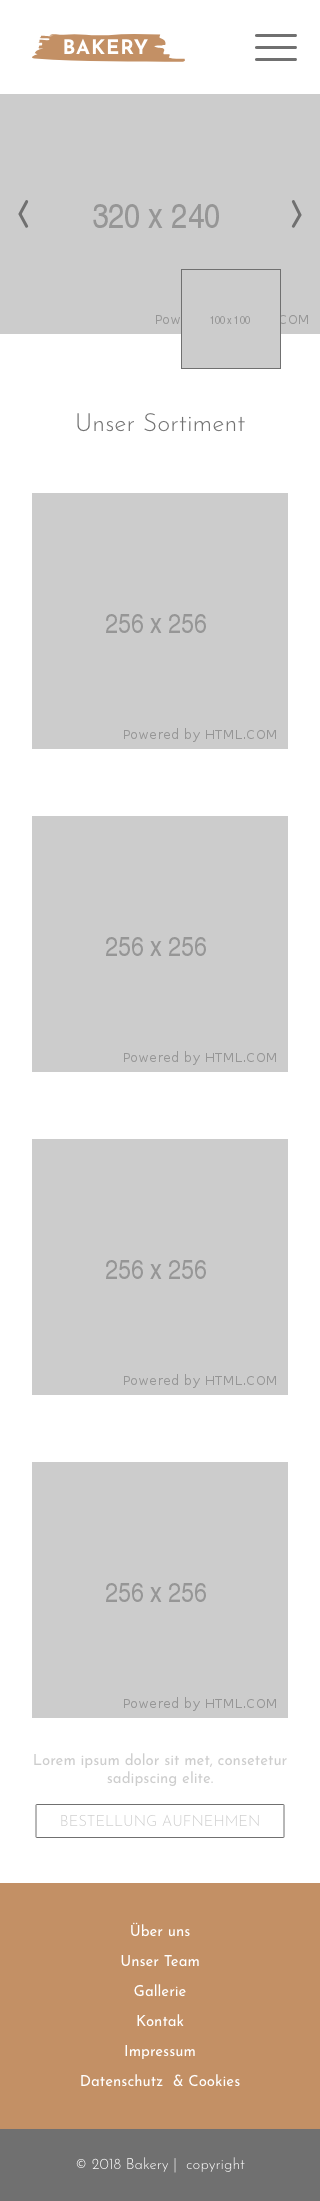 BAKERY
320 x 240
100 x 100
Unser Sortiment
256 x 256
Powered by HTML.COM
256 x 256
Powered by HTML.COM
256 x 256
Powered by HTML.COM
256 x 256
Powered by HTML.COM
Lorem ipsum dolor sit met, consetetur
sadipscing elite.
BESTELLUNG AUFNEHMEN
Über uns
Unser Team
Gallerie
Kontak
Impressum
Datenschutz & Cookies
© 2018 Bakery | copyright